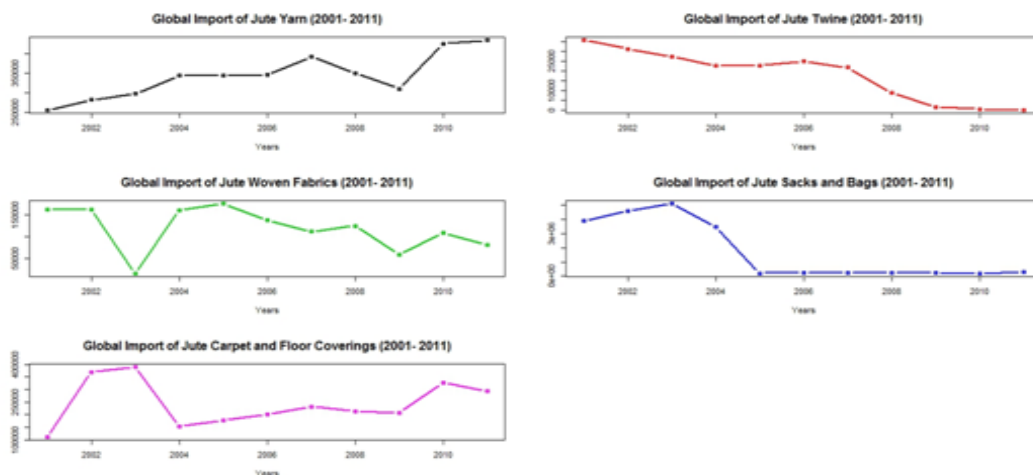 Global Import of Jute Yarn (2001- 2011)
350000
250000
2002 2004 2006 2008 2010
Years
Global Import of Jute Twine (2001- 2011)
25000
10000
0
2002 2004 2006 2008 2010
Years
Global Import of Jute Woven Fabrics (2001- 2011)
150000
50000
2002 2004 2006 2008 2010
Years
Global Import of Jute Sacks and Bags (2001- 2011)
3e+06
0e+00
2002 2004 2006 2008 2010
Years
Global Import of Jute Carpet and Floor Coverings (2001- 2011)
400000
250000
100000
2002 2004 2006 2008 2010
Years